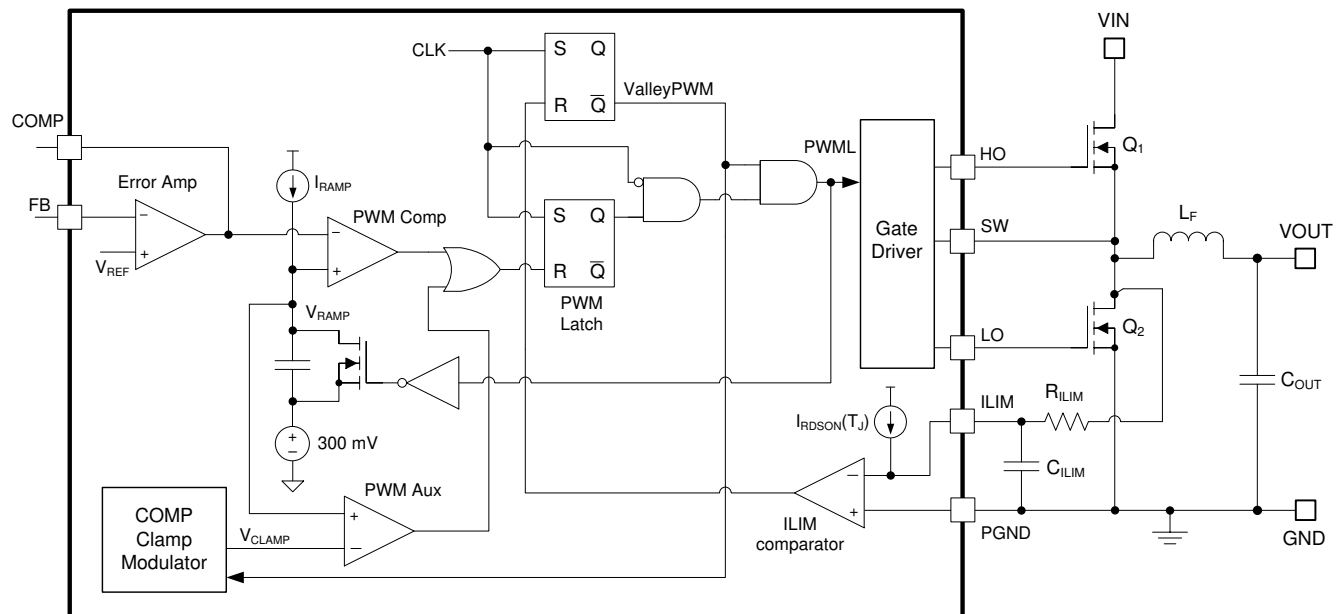 VIN
CLK
S Q
R Q̅
ValleyPWM
COMP
PWML
HO
Q1
Error Amp
IRAMP
FB
PWM Comp
−
−
S Q
Gate
Driver
SW
LF
VOUT
+
VREF
+
R Q̅
PWM
Latch
VRAMP
Q2
LO
COUT
ILIM
RILIM
IRDSON(TJ)
+
−
300 mV
CILIM
−
PWM Aux
COMP
Clamp
Modulator
+
+
VCLAMP
−
ILIM
comparator
PGND
GND